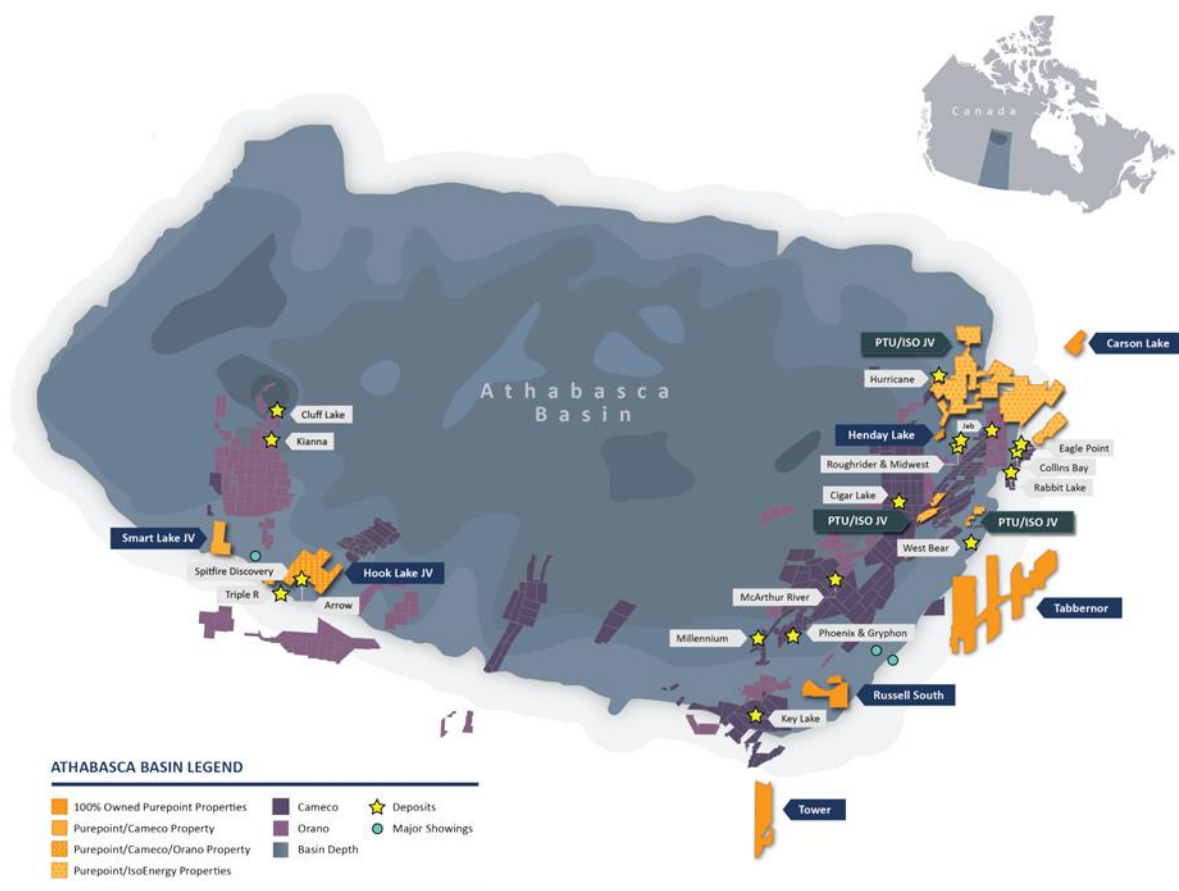 Canada
Athabasca
Basin
PTU/ISO JV
Carson Lake
Hurricane
Cluff Lake
Kianna
Henday Lake
Jeb
Eagle Point
Roughrider & Midwest
Collins Bay
Rabbit Lake
Cigar Lake
PTU/ISO JV
PTU/ISO JV
Smart Lake JV
West Bear
Spitfire Discovery
Hook Lake JV
Triple R
Arrow
McArthur River
Tabbernor
Millennium
Phoenix & Gryphon
Russell South
Key Lake
Tower
ATHABASCA BASIN LEGEND
100% Owned Purepoint Properties
Purepoint/Cameco Property
Purepoint/Cameco/Orano Property
Purepoint/IsoEnergy Properties
Cameco
Orano
Basin Depth
Deposits
Major Showings